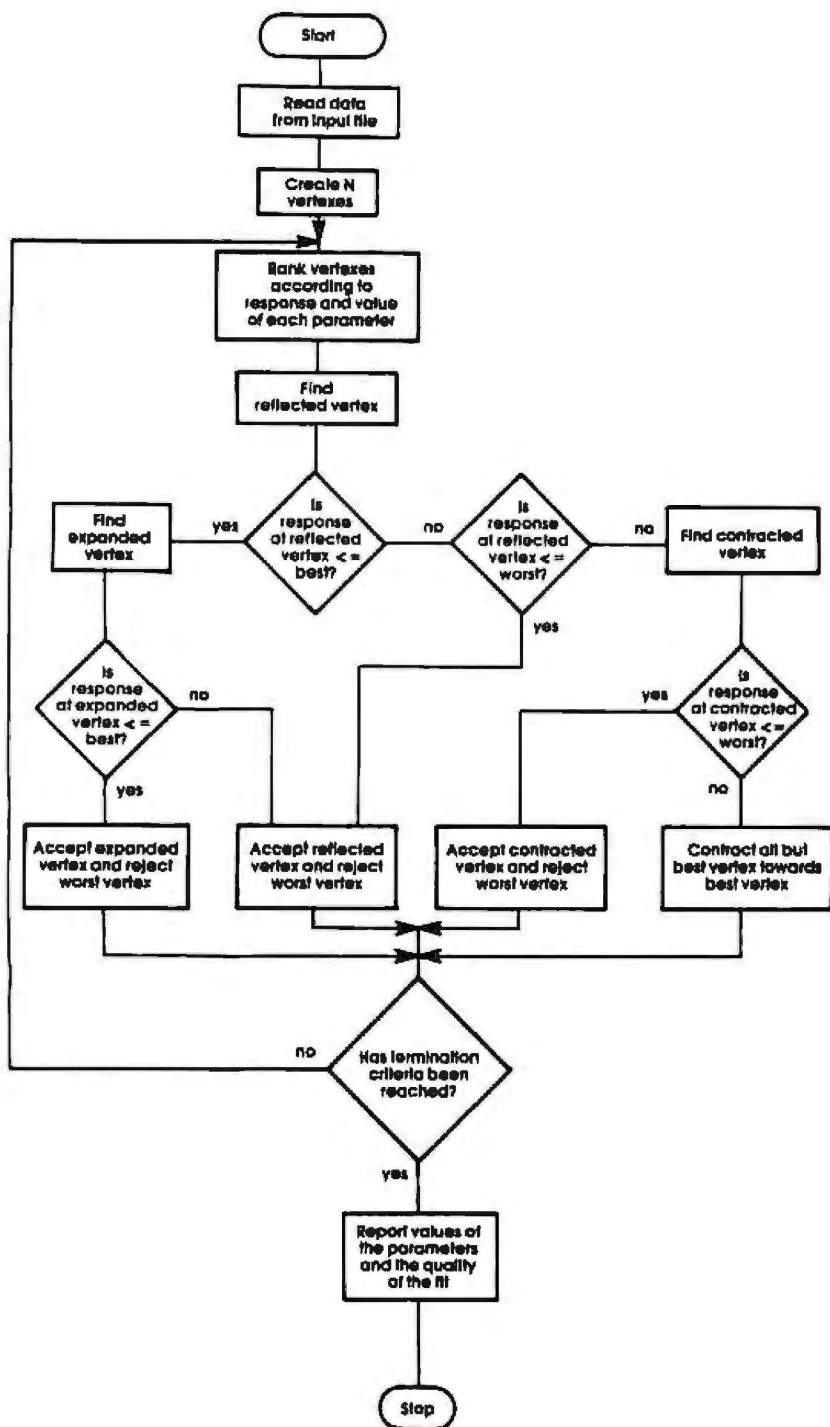 Start
Read data
from input file
Create N
vertexes
Rank vertexes
according to
response and value
of each parameter
Find
reflected vertex
Find
expanded
vertex
yes
Is
response
at reflected
vertex < =
best?
no
Is
response
at reflected
vertex < =
worst?
no
Find contracted
vertex
yes
Is
response
at expanded
vertex < =
best?
no
yes
Is
response
at contracted
vertex < =
worst?
yes
no
Accept expanded
vertex and reject
worst vertex
Accept reflected
vertex and reject
worst vertex
Accept contracted
vertex and reject
worst vertex
Contract all but
best vertex towards
best vertex
no
Has termination
criteria been
reached?
yes
Report values of
the parameters
and the quality
of the fit
Stop